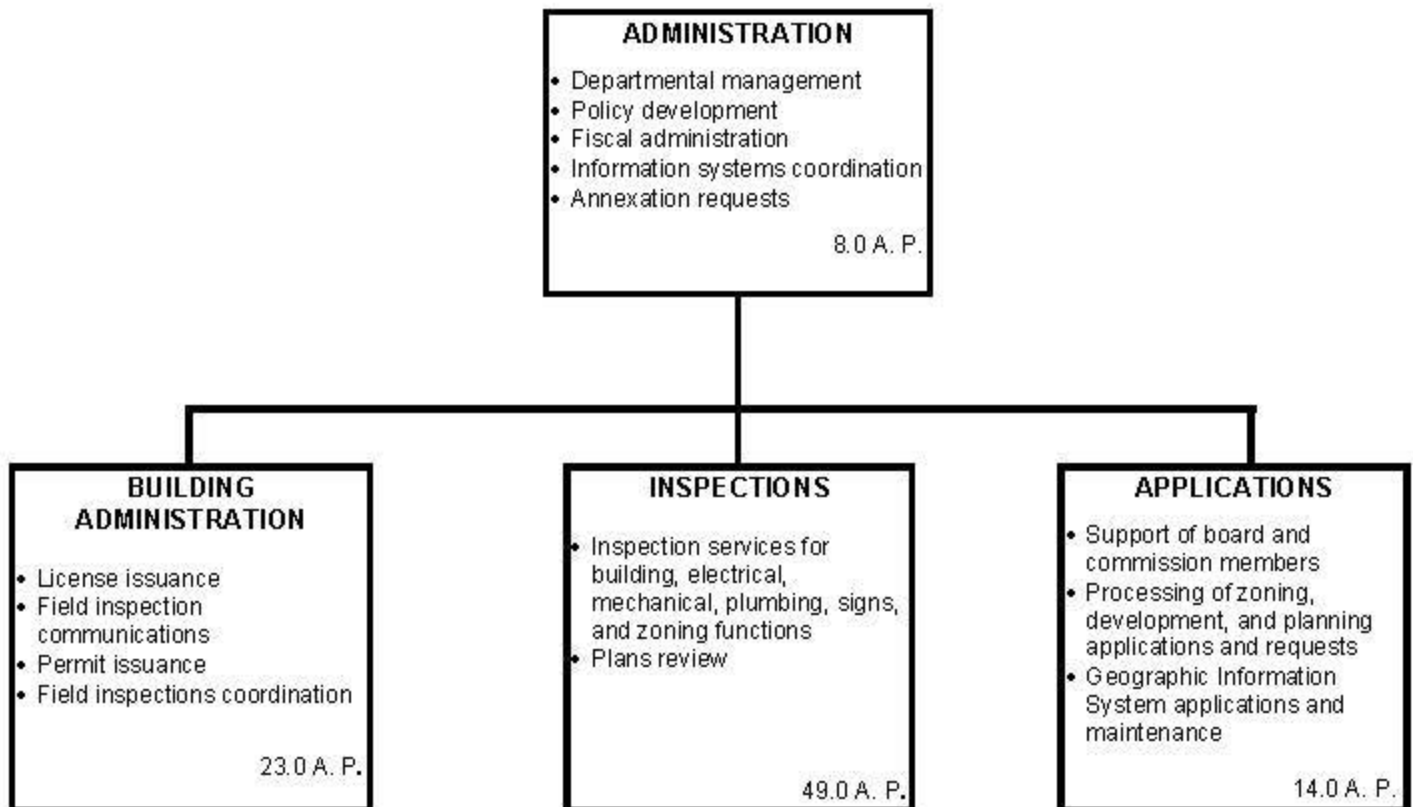 ADMINISTRATION
• Departmental management
• Policy development
• Fiscal administration
• Information systems coordination
• Annexation requests
8.0 A. P.
BUILDING
ADMINISTRATION
• License issuance
• Field inspection
communications
• Permit issuance
• Field inspections coordination
23.0 A. P.
INSPECTIONS
• Inspection services for
building, electrical,
mechanical, plumbing, signs,
and zoning functions
• Plans review
49.0 A. P.
APPLICATIONS
• Support of board and
commission members
• Processing of zoning,
development, and planning
applications and requests
• Geographic Information
System applications and
maintenance
14.0 A. P.